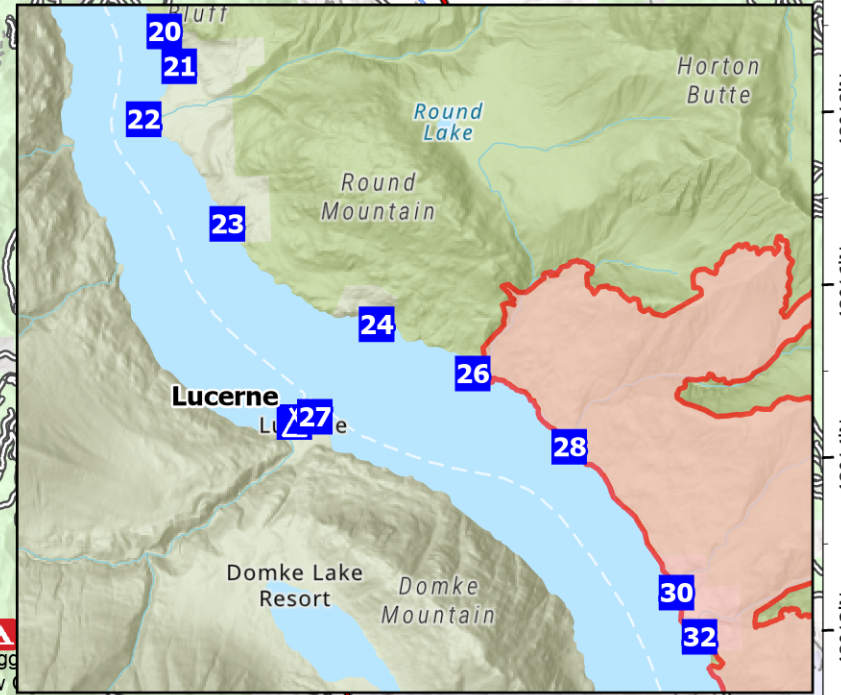 Bluff
20
21
22
Round
Lake
Horton
Butte
Round
Mountain
23
24
26
Lucerne
27
28
Domke Lake
Resort
Domke
Mountain
30
32